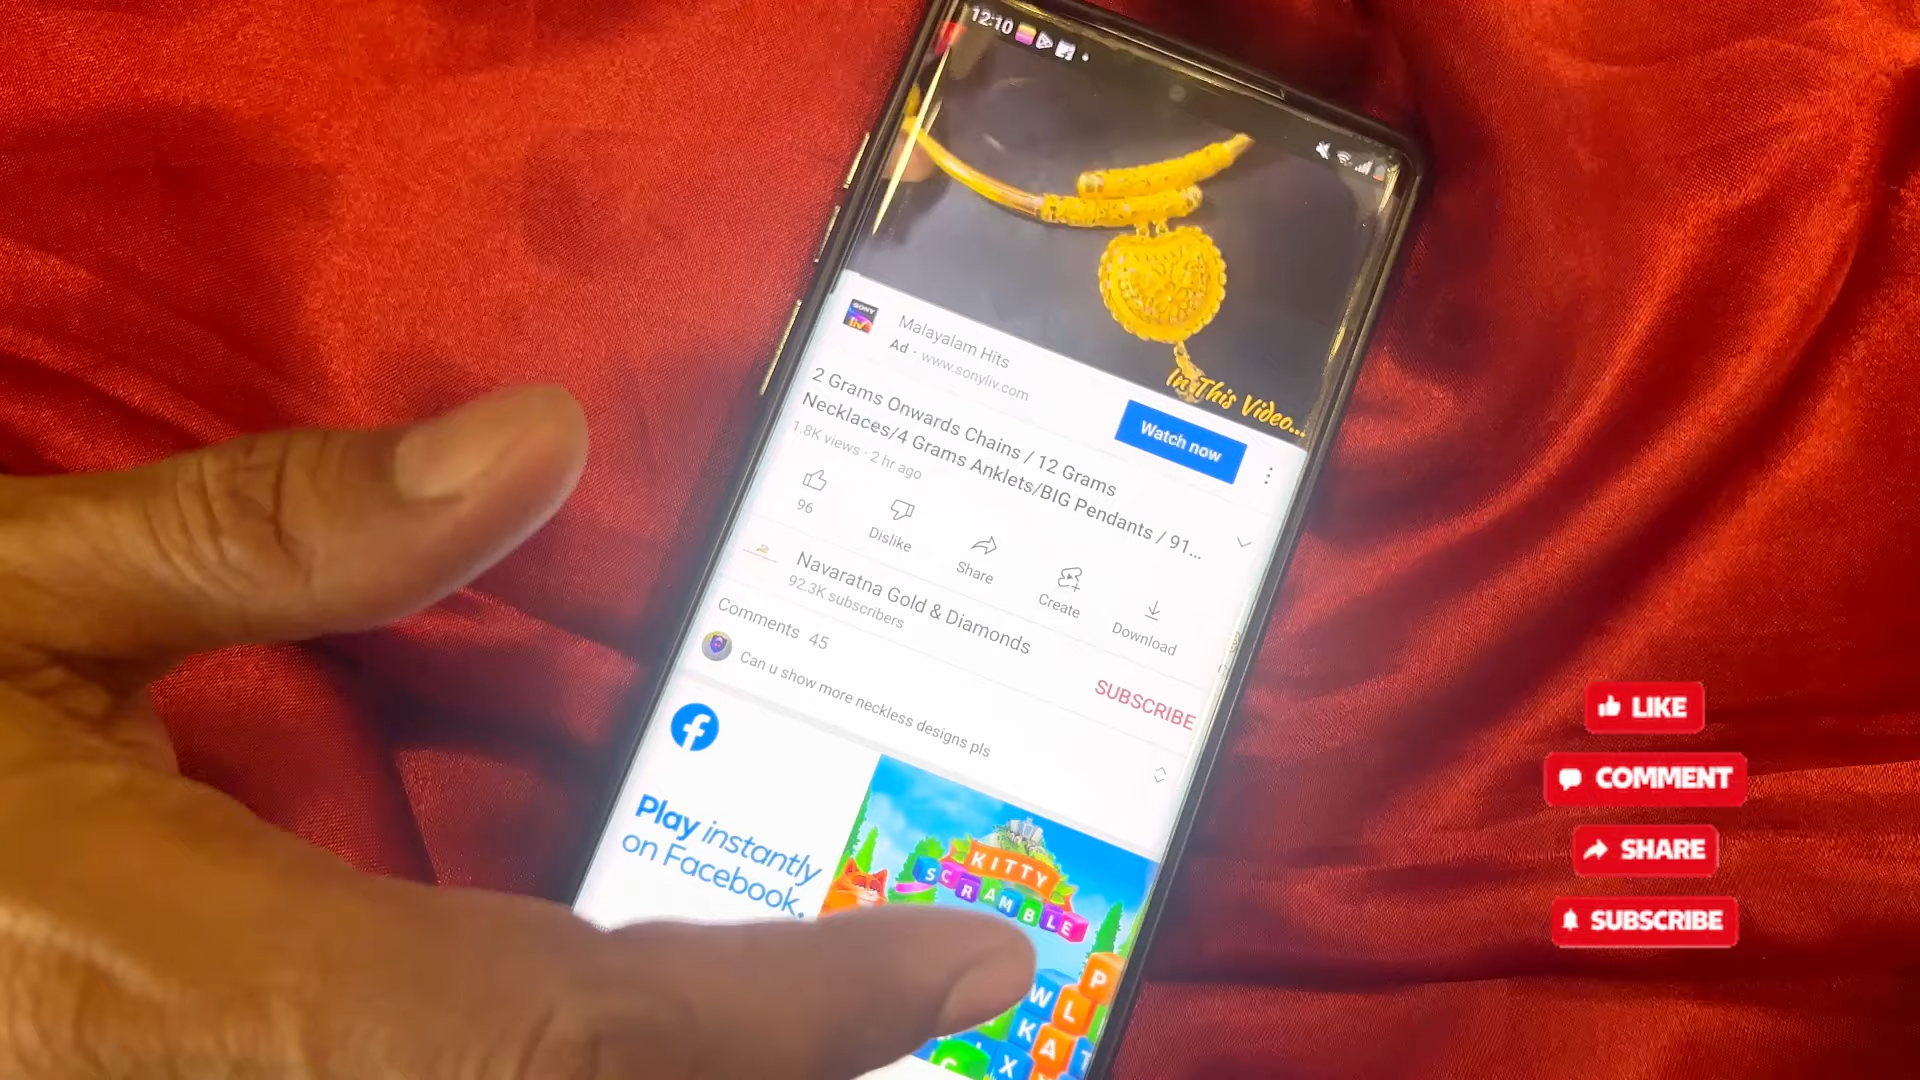 12:10
In This Video...
SONY
liv
Malayalam Hits
Ad · www.sonyliv.com
Watch now
2 Grams Onwards Chains / 12 Grams
Necklaces/4 Grams Anklets/BIG Pendants / 91...
1.8K views · 2 hr ago
96
Dislike
Share
Create
Download
Navaratna Gold & Diamonds
92.3K subscribers
SUBSCRIBE
Comments 45
Can u show more neckless designs pls
Play instantly
on Facebook.
KITTY
SCRAMBLE
P
W L
K A T
X
LIKE
COMMENT
SHARE
SUBSCRIBE